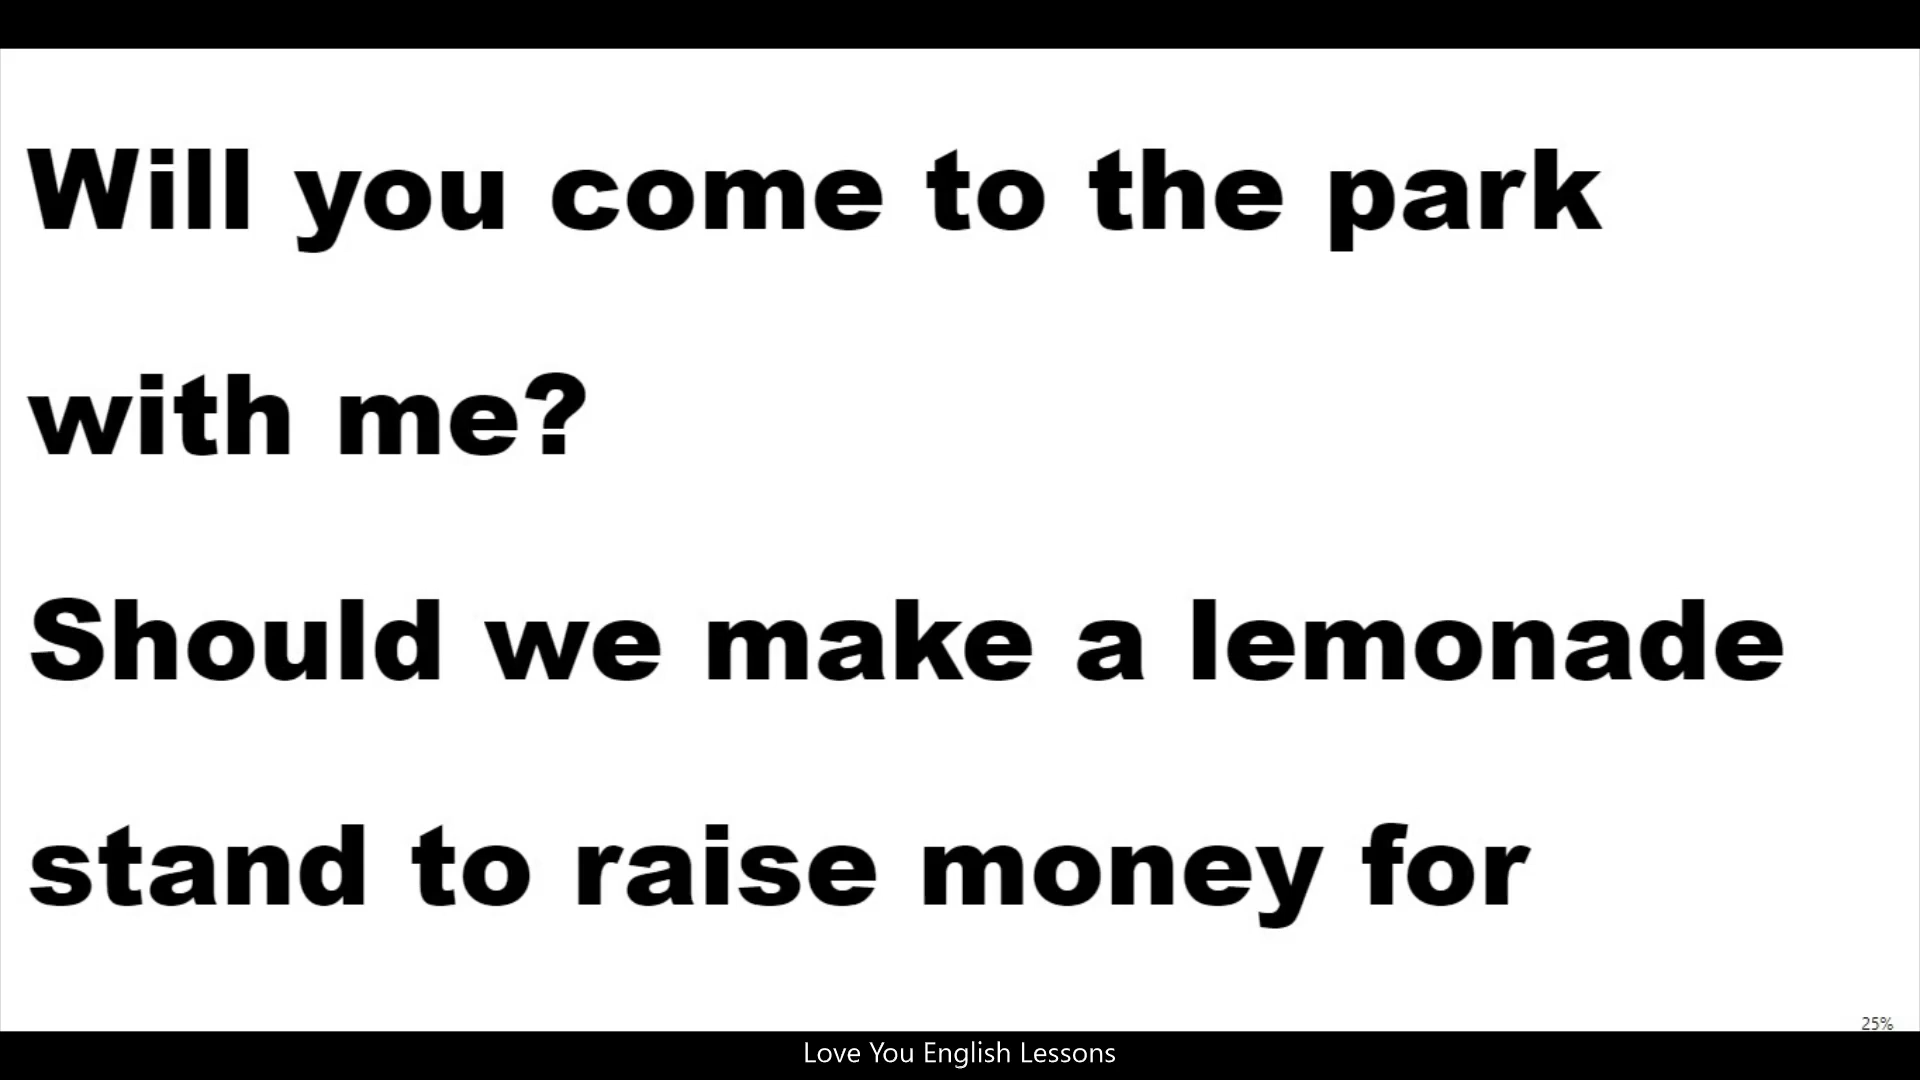 Will you come to the park
with me?
Should we make a lemonade
stand to raise money for
25%
Love You English Lessons